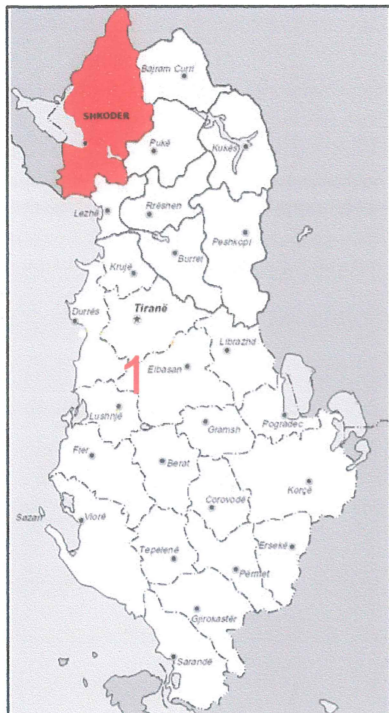 Bajram Curri
SHKODER
Pukë
Kukës
Lezhë
Rrëshen
Peshkopi
Burrel
Krujë
Durrës
Tiranë
Librazhd
1
Elbasan
Lushnjë
Gramsh
Pogradec
Fier
Berat
Korçë
Corovodë
Sazan
Vlorë
Tepelenë
Ersekë
Përmet
Gjirokastër
Sarandë